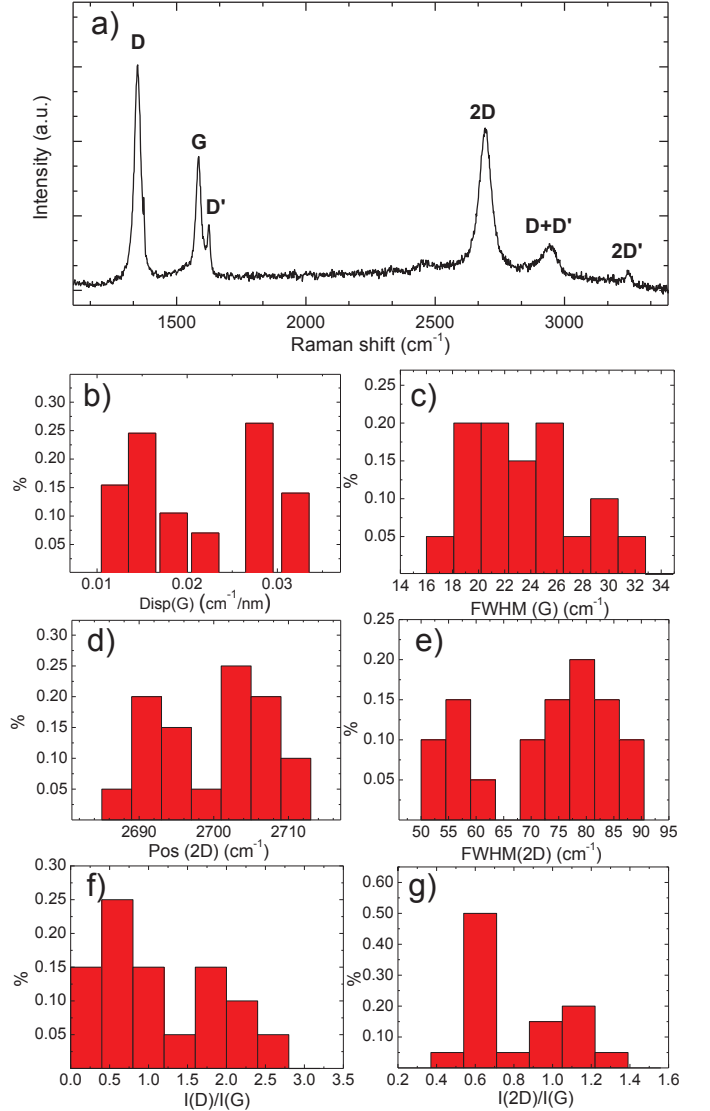 a)
D
G
D'
2D
D+D'
2D'
Intensity (a.u.)
1500 2000 2500 3000
Raman shift (cm⁻¹)
b)
0.30
0.25
0.20
0.15
0.10
0.05
%
0.01 0.02 0.03
Disp(G) (cm⁻¹/nm)
c)
0.25
0.20
0.15
0.10
0.05
%
14 16 18 20 22 24 26 28 30 32 34
FWHM (G) (cm⁻¹)
d)
0.30
0.25
0.20
0.15
0.10
0.05
%
2690 2700 2710
Pos (2D) (cm⁻¹)
e)
0.25
0.20
0.15
0.10
0.05
%
50 55 60 65 70 75 80 85 90 95
FWHM(2D) (cm⁻¹)
f)
0.30
0.25
0.20
0.15
0.10
0.05
%
0.0 0.5 1.0 1.5 2.0 2.5 3.0 3.5
I(D)/I(G)
g)
0.60
0.50
0.40
0.30
0.20
0.10
%
0.2 0.4 0.6 0.8 1.0 1.2 1.4 1.6
I(2D)/I(G)